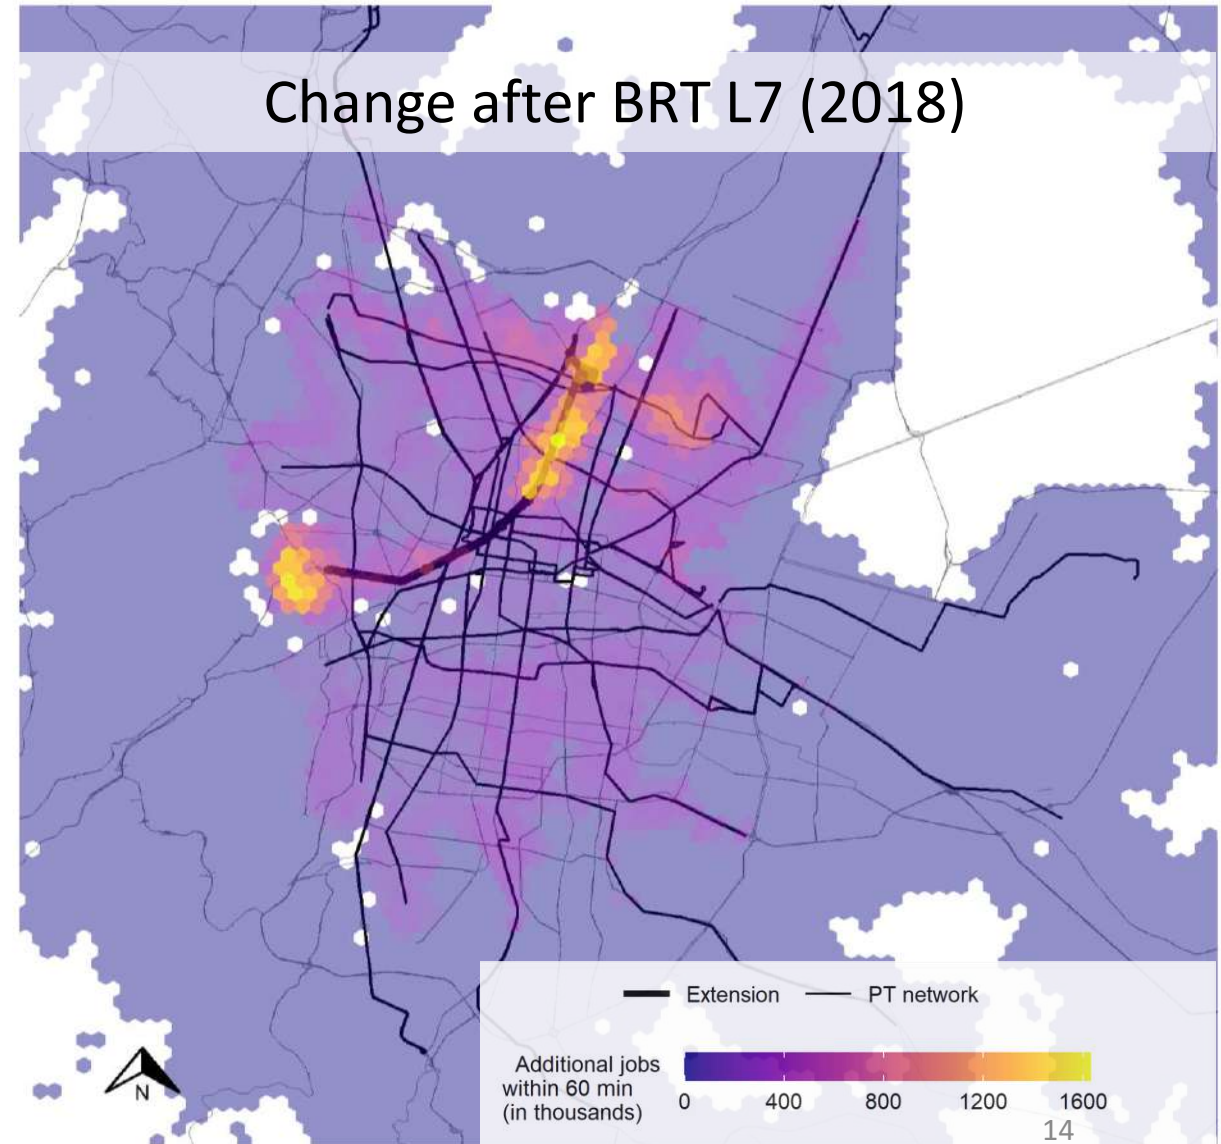 Change after BRT L7 (2018)
Extension
PT network
Additional jobs
within 60 min
(in thousands)
0 400 800 1200 1600
N
14